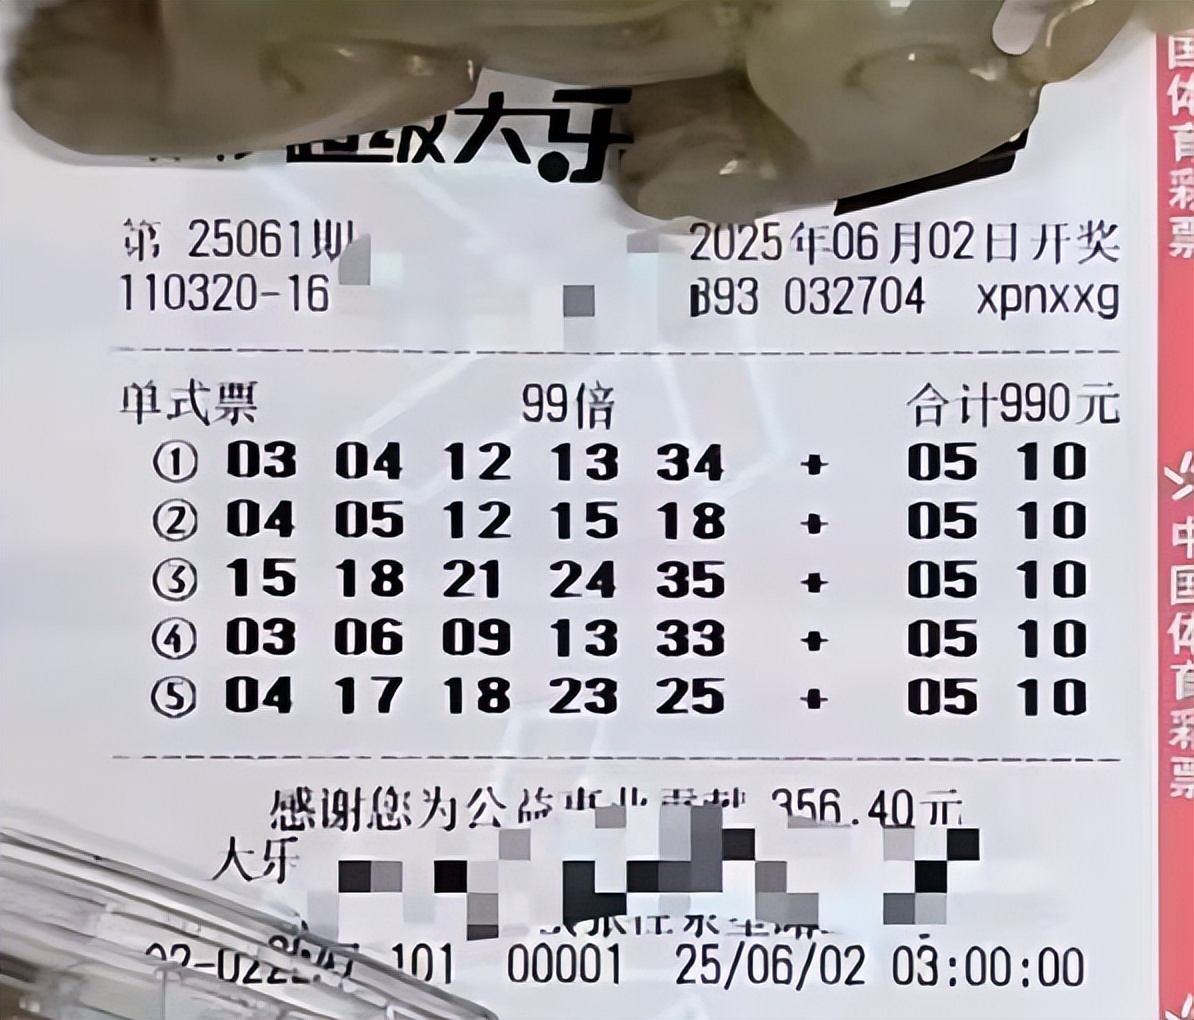 超级大乐
第 25061期
2025年06月02日开奖
110320-16
B93 032704 xpnxxg
单式票 99倍 合计990元
① 03 04 12 13 34 + 05 10
② 04 05 12 15 18 + 05 10
③ 15 18 21 24 35 + 05 10
④ 03 06 09 13 33 + 05 10
⑤ 04 17 18 23 25 + 05 10
感谢您为公益事业贡献 356.40元
大乐
101 00001 25/06/02 03:00:00
国体育彩票
中国体育彩票